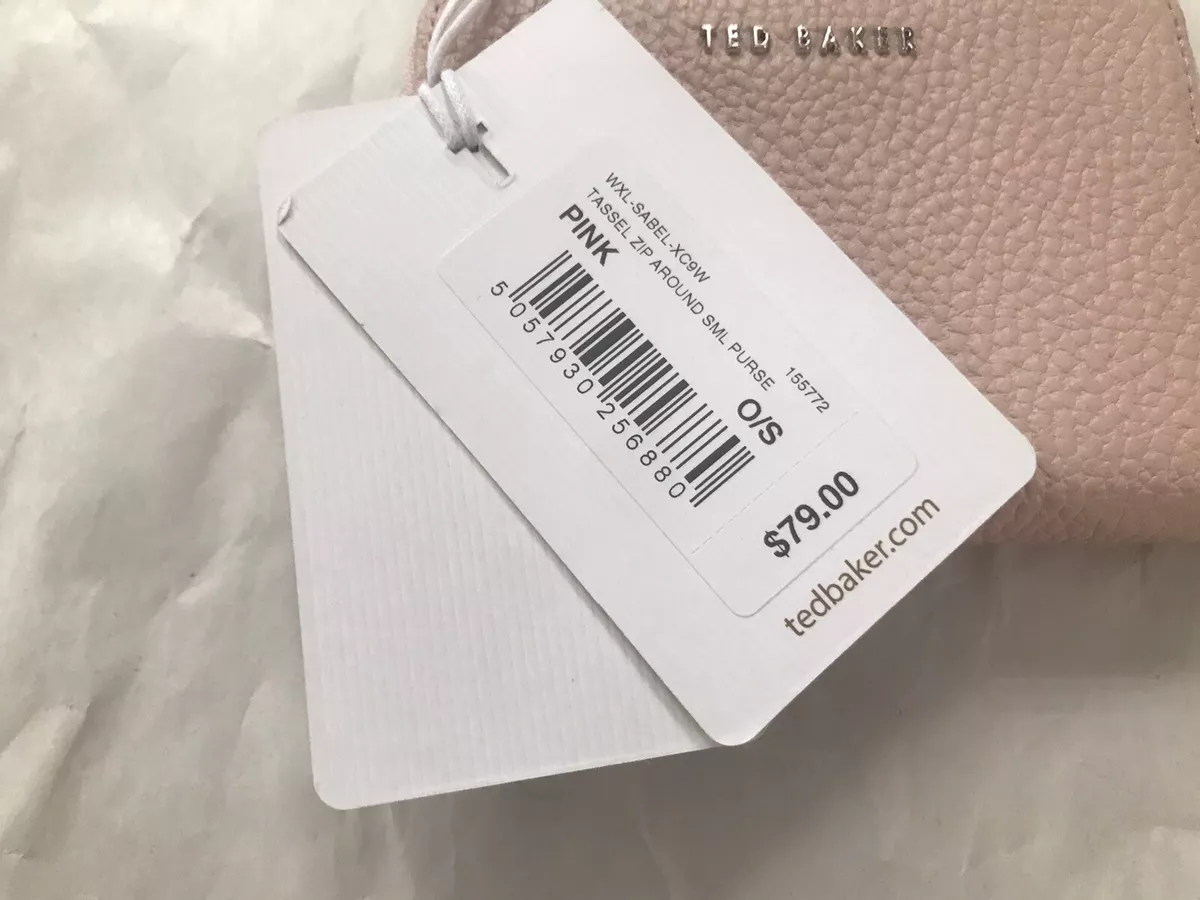 TED BAKER
WXL-SABEL-XC9W
TASSEL ZIP AROUND SML PURSE 155772
PINK O/S
5 057930 256880
$79.00
tedbaker.com